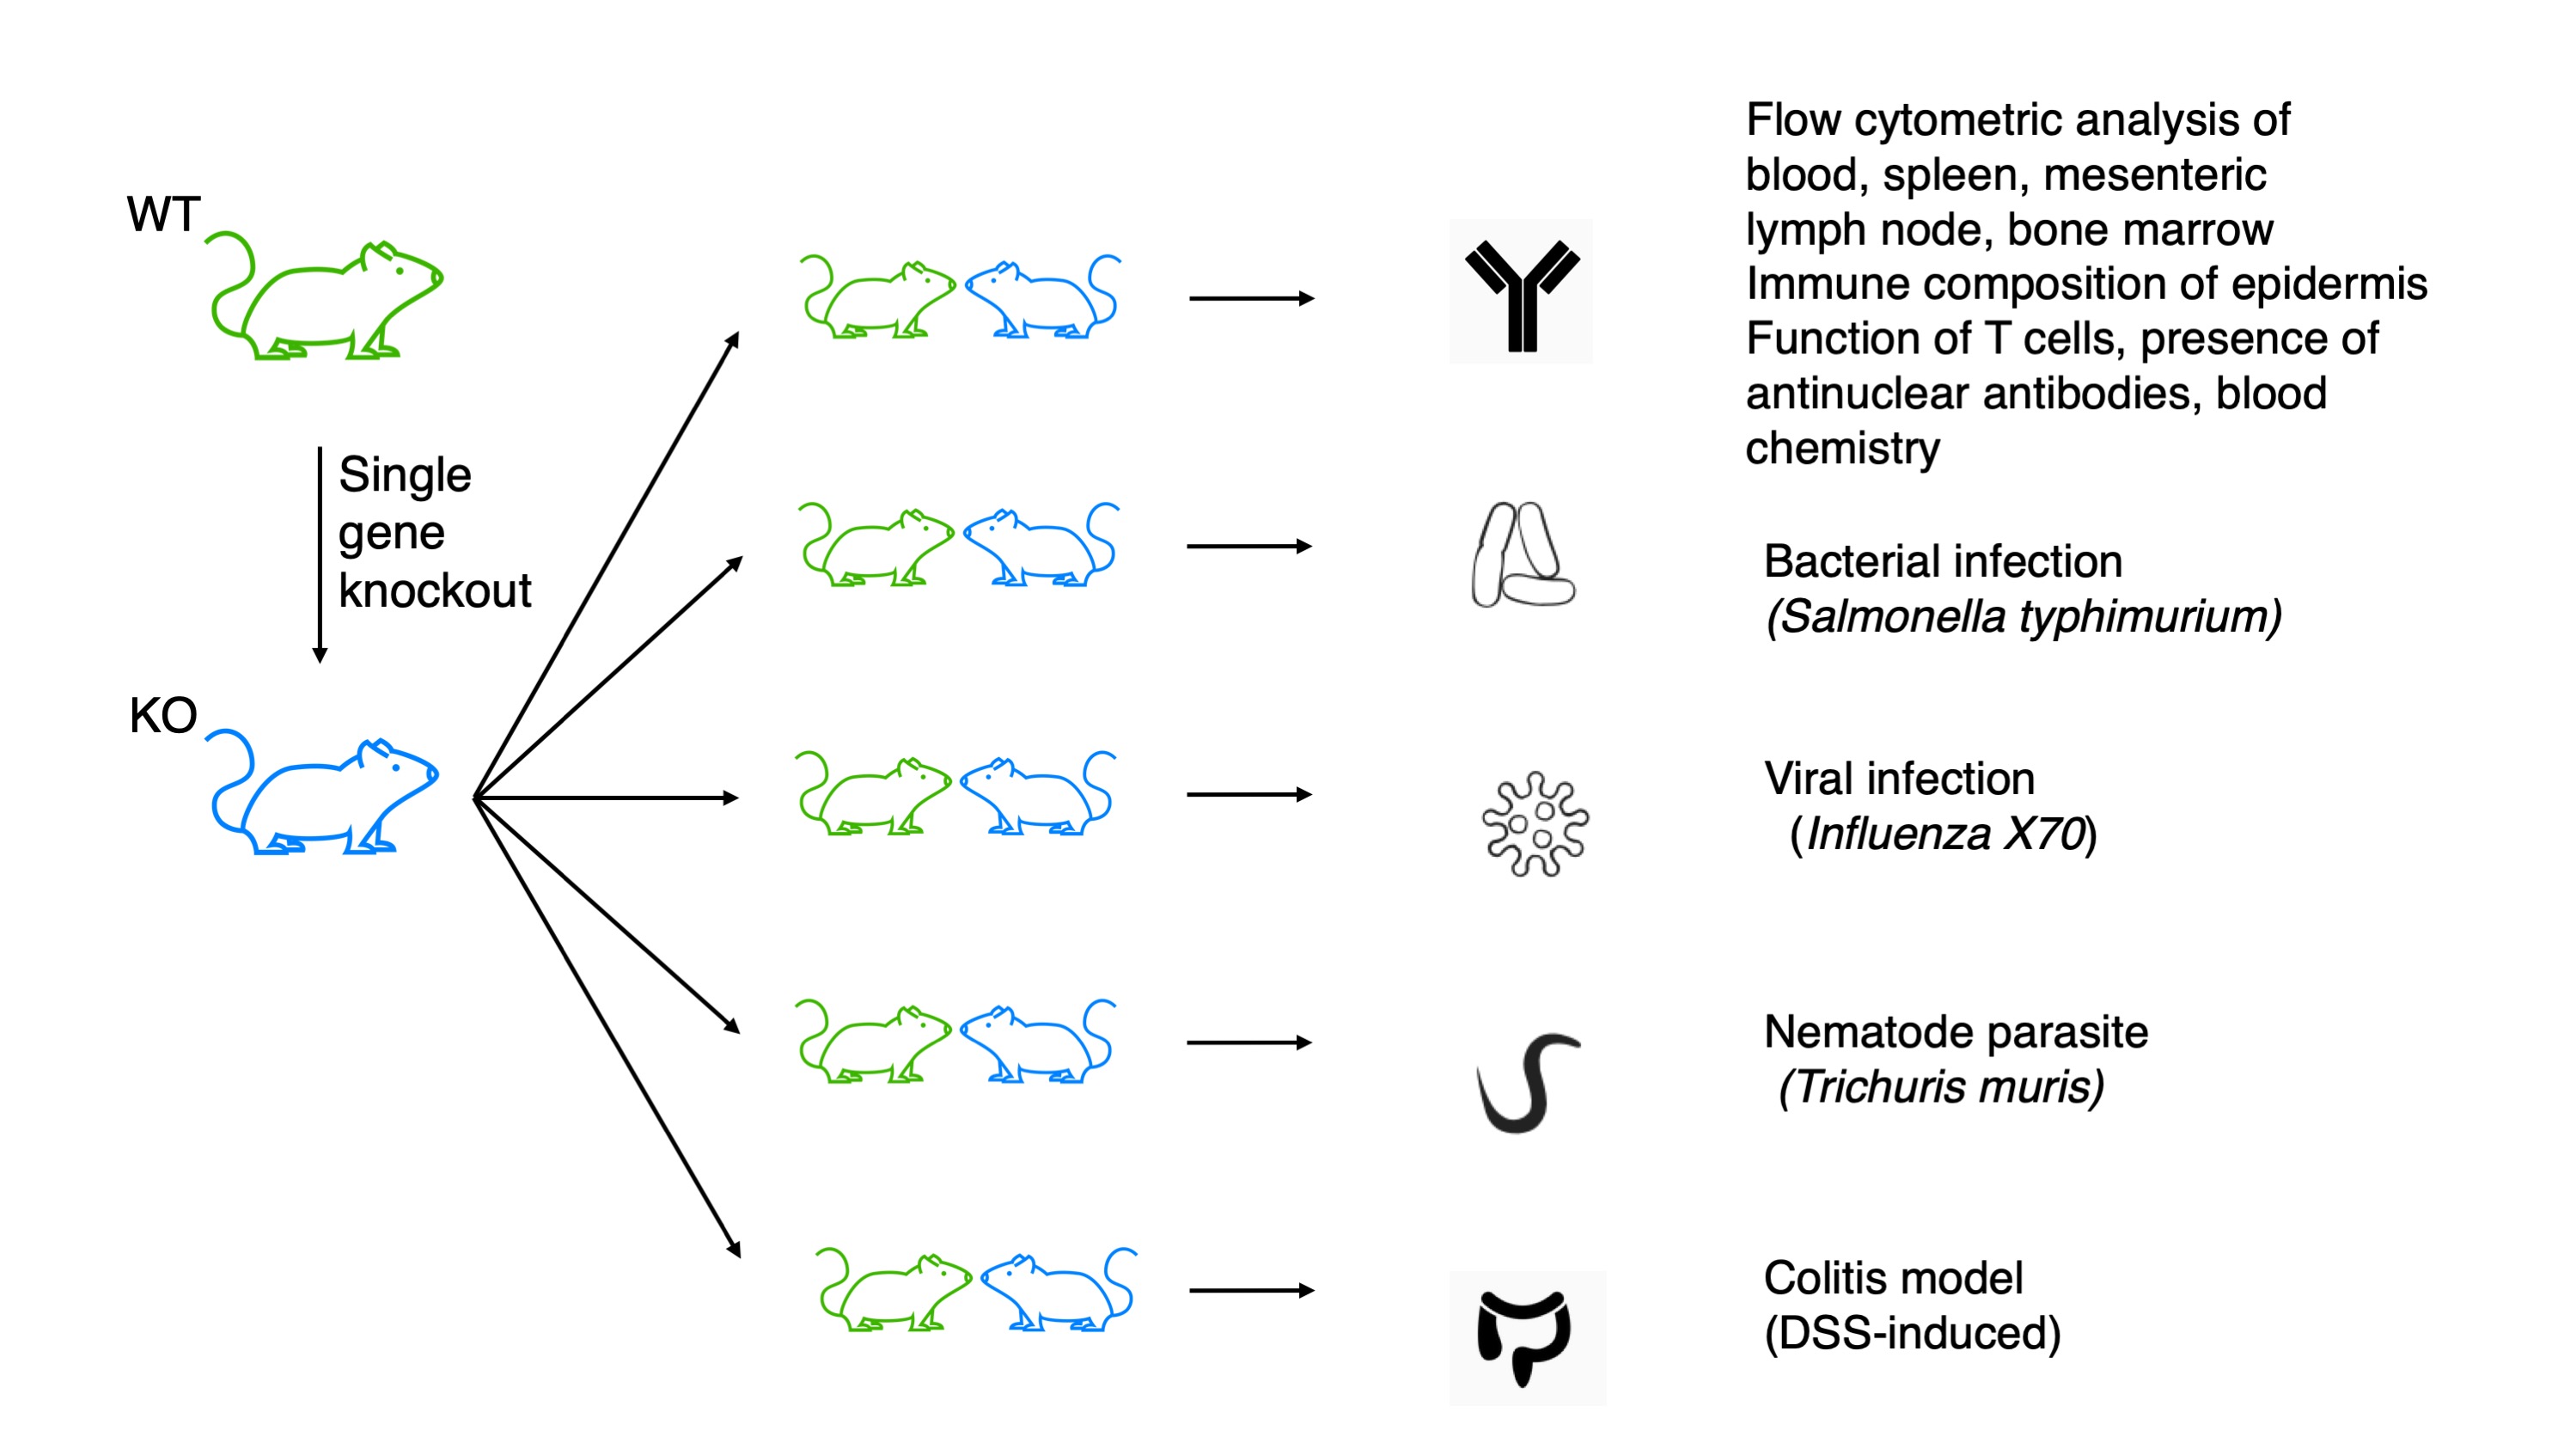 WT
Single
gene
knockout
KO
Flow cytometric analysis of
blood, spleen, mesenteric
lymph node, bone marrow
Immune composition of epidermis
Function of T cells, presence of
antinuclear antibodies, blood
chemistry
Bacterial infection
(Salmonella typhimurium)
Viral infection
(Influenza X70)
Nematode parasite
(Trichuris muris)
Colitis model
(DSS-induced)